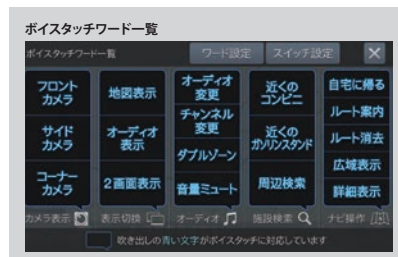 ボイスタッチワード一覧
ボイスタッチワード一覧
ワード設定
スイッチ設定
フロント
カメラ
サイド
カメラ
コーナー
カメラ
カメラ表示
地図表示
オーディオ
表示
2画面表示
表示切換
オーディオ
変更
チャンネル
変更
ダブルゾーン
音量ミュート
オーディオ
近くの
コンビニ
近くの
ガソリンスタンド
周辺検索
施設検索
自宅に帰る
ルート案内
ルート消去
広域表示
詳細表示
ナビ操作
吹き出しの青い文字がボイスタッチに対応しています